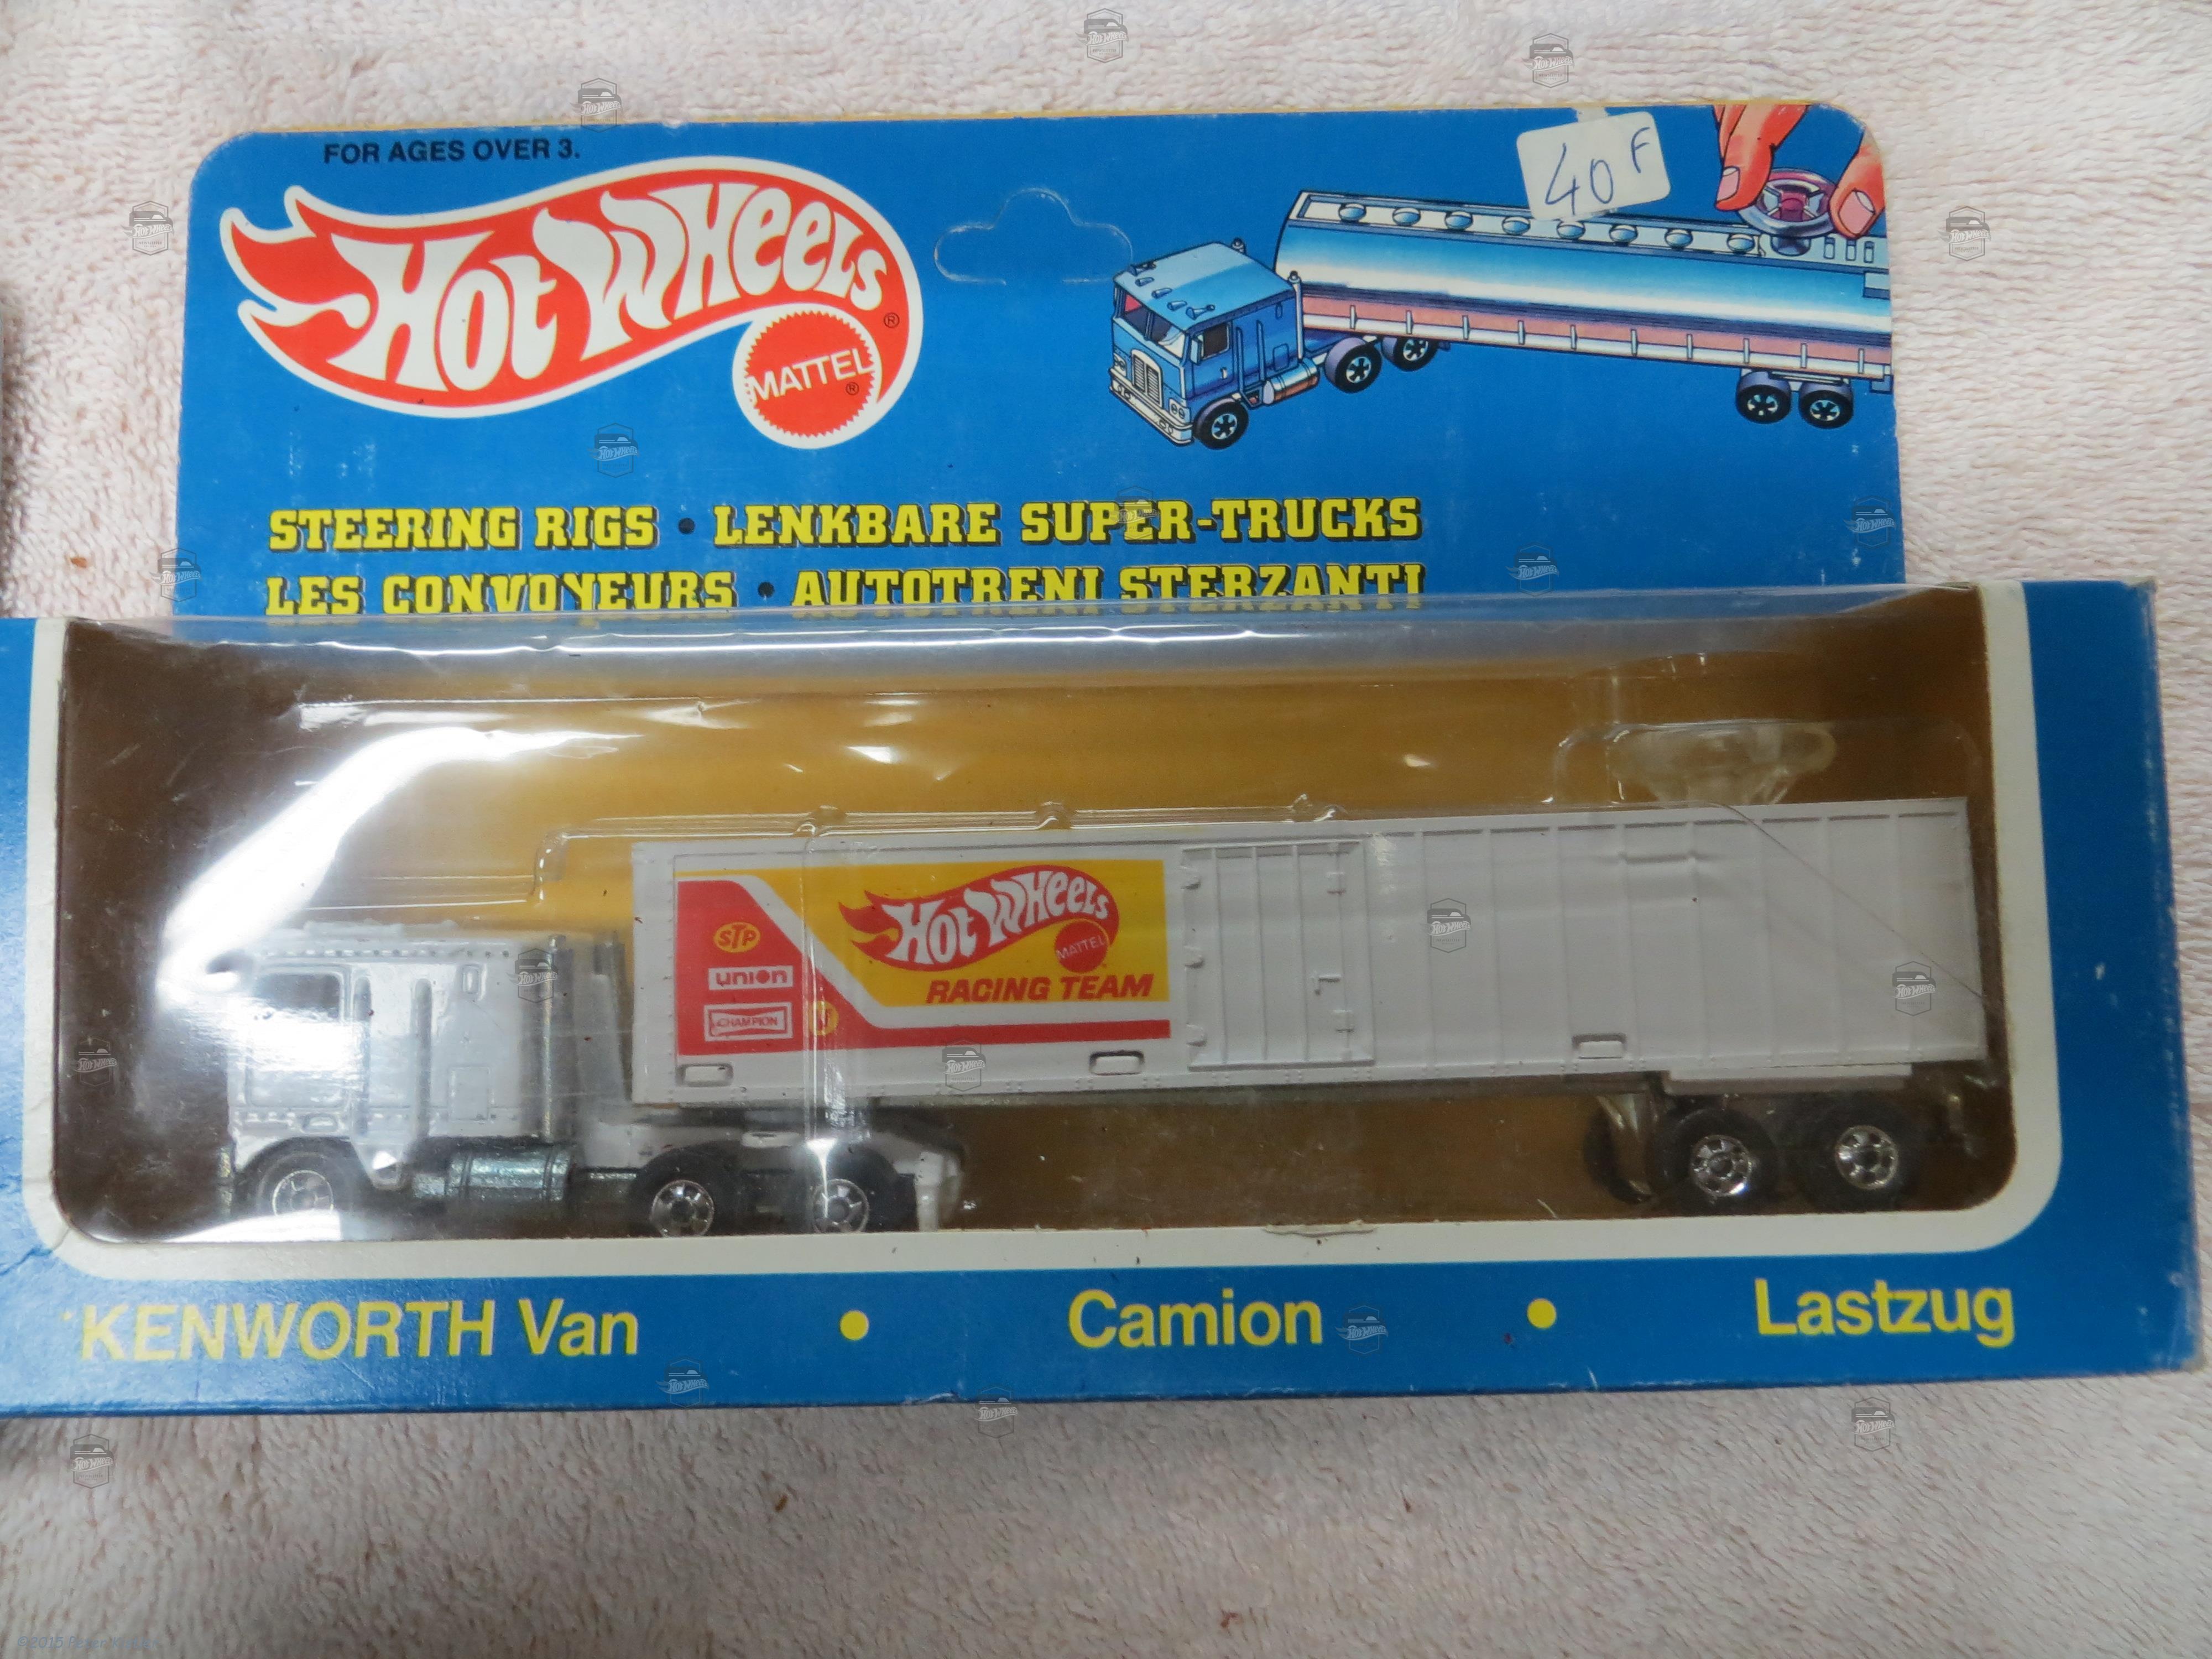 FOR AGES OVER 3.
HOT WHEELS ®
MATTEL ®
40 F
STEERING RIGS • LENKBARE SUPER-TRUCKS
LES CONVOYEURS • AUTOTRENI STERZANTI
STP
union
CHAMPION
HOT WHEELS
MATTEL
RACING TEAM
KENWORTH Van • Camion • Lastzug